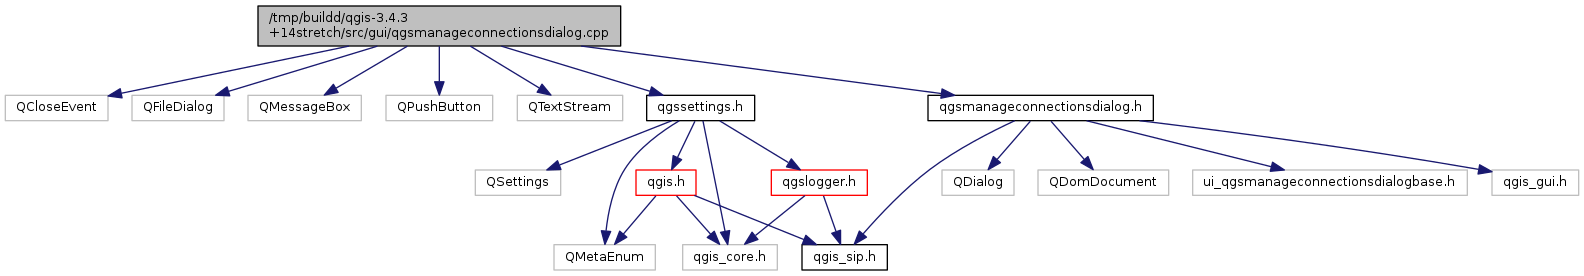 /tmp/buildd/qgis-3.4.3
+14stretch/src/gui/qgsmanageconnectionsdialog.cpp
QCloseEvent
QFileDialog
QMessageBox
QPushButton
QTextStream
qgssettings.h
qgsmanageconnectionsdialog.h
QSettings
qgis.h
qgslogger.h
QDialog
QDomDocument
ui_qgsmanageconnectionsdialogbase.h
qgis_gui.h
QMetaEnum
qgis_core.h
qgis_sip.h